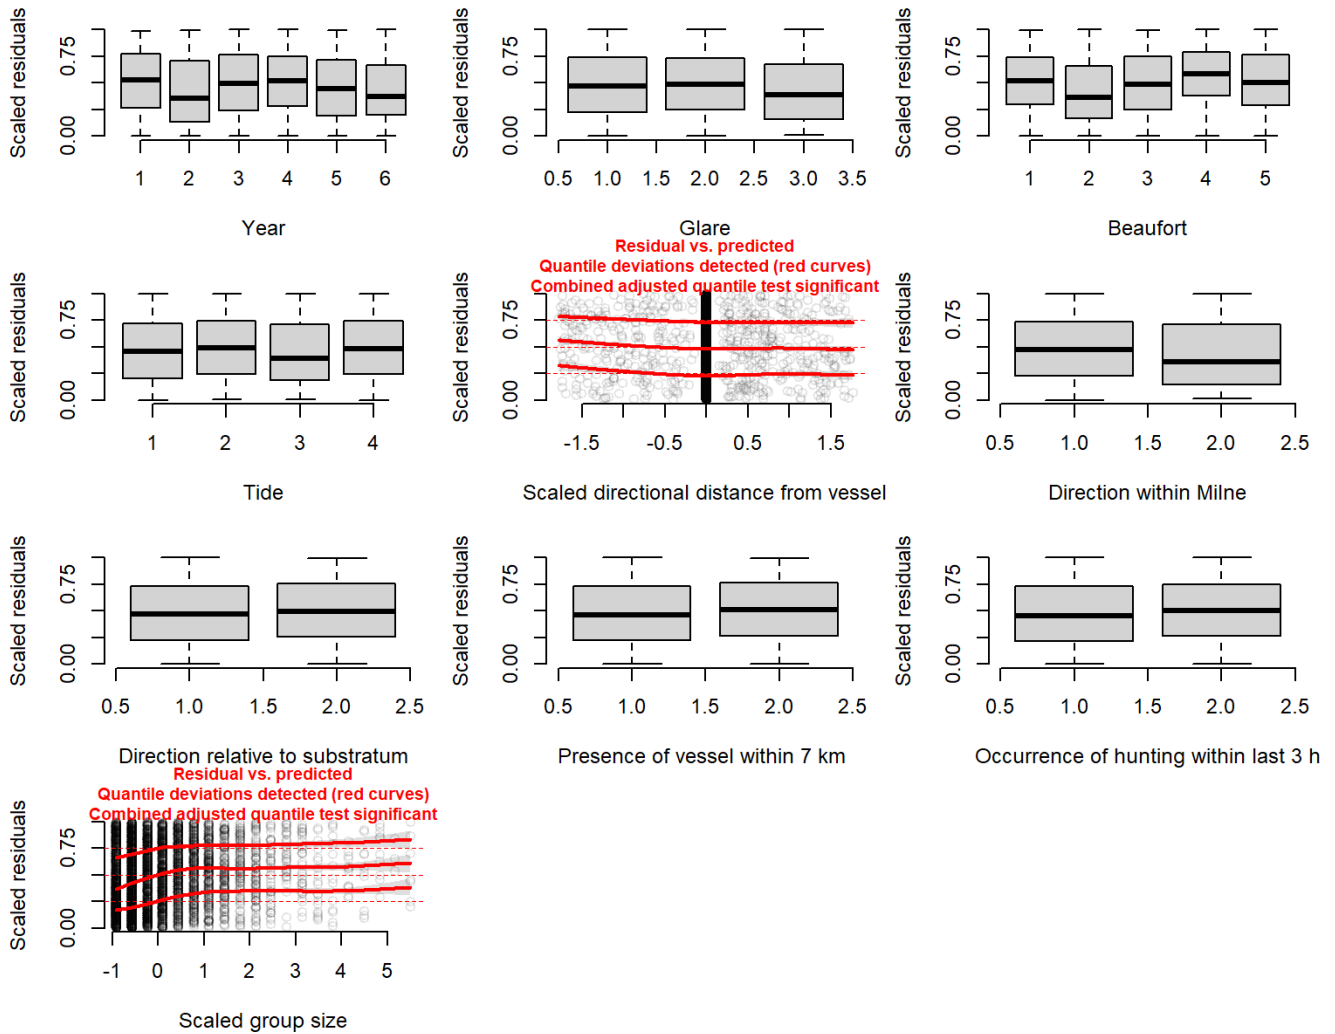 Scaled residuals
0.75
0.00
1 2 3 4 5 6
Year
Scaled residuals
0.75
0.00
0.5 1.0 1.5 2.0 2.5 3.0 3.5
Glare
Scaled residuals
0.75
0.00
1 2 3 4 5
Beaufort
Scaled residuals
0.75
0.00
1 2 3 4
Tide
Residual vs. predicted
Quantile deviations detected (red curves)
Combined adjusted quantile test significant
Scaled residuals
0.75
0.00
-1.5 -0.5 0.5 1.5
Scaled directional distance from vessel
Scaled residuals
0.75
0.00
0.5 1.0 1.5 2.0 2.5
Direction within Milne
Scaled residuals
0.75
0.00
0.5 1.0 1.5 2.0 2.5
Direction relative to substratum
Scaled residuals
0.75
0.00
0.5 1.0 1.5 2.0 2.5
Presence of vessel within 7 km
Scaled residuals
0.75
0.00
0.5 1.0 1.5 2.0 2.5
Occurrence of hunting within last 3 h
Residual vs. predicted
Quantile deviations detected (red curves)
Combined adjusted quantile test significant
Scaled residuals
0.75
0.00
-1 0 1 2 3 4 5
Scaled group size